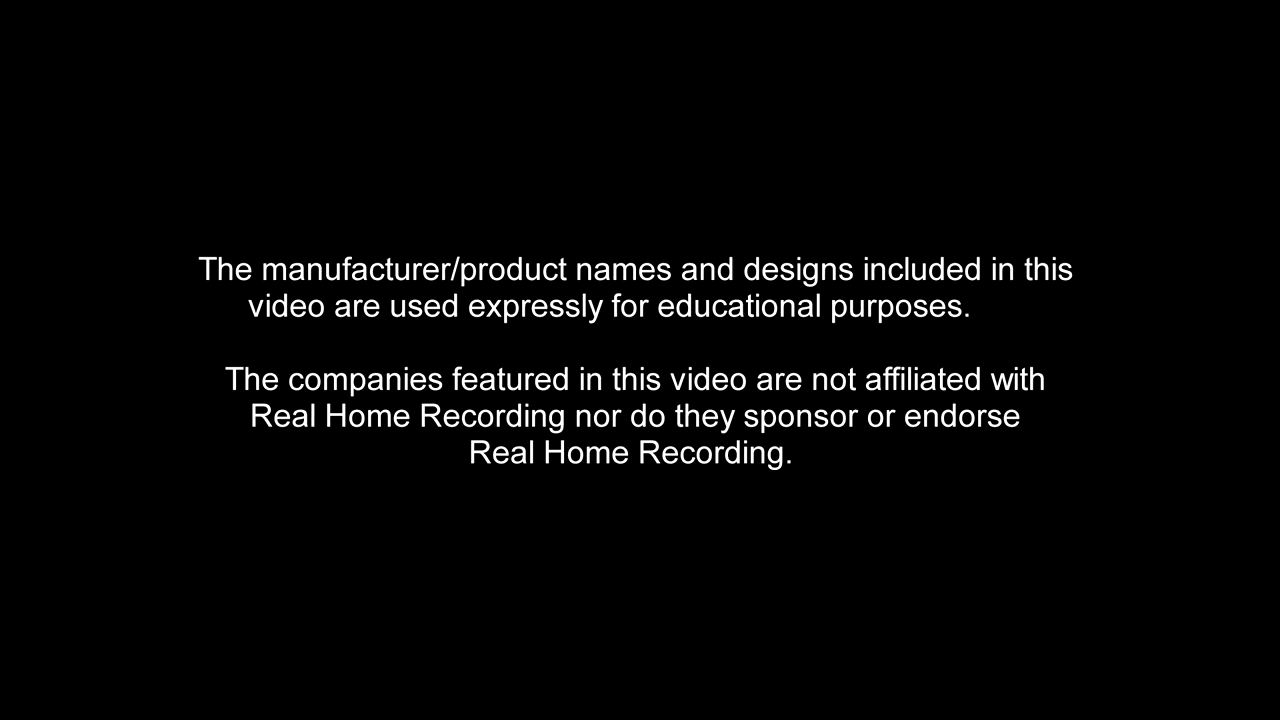 The manufacturer/product names and designs included in this
video are used expressly for educational purposes.
The companies featured in this video are not affiliated with
Real Home Recording nor do they sponsor or endorse
Real Home Recording.